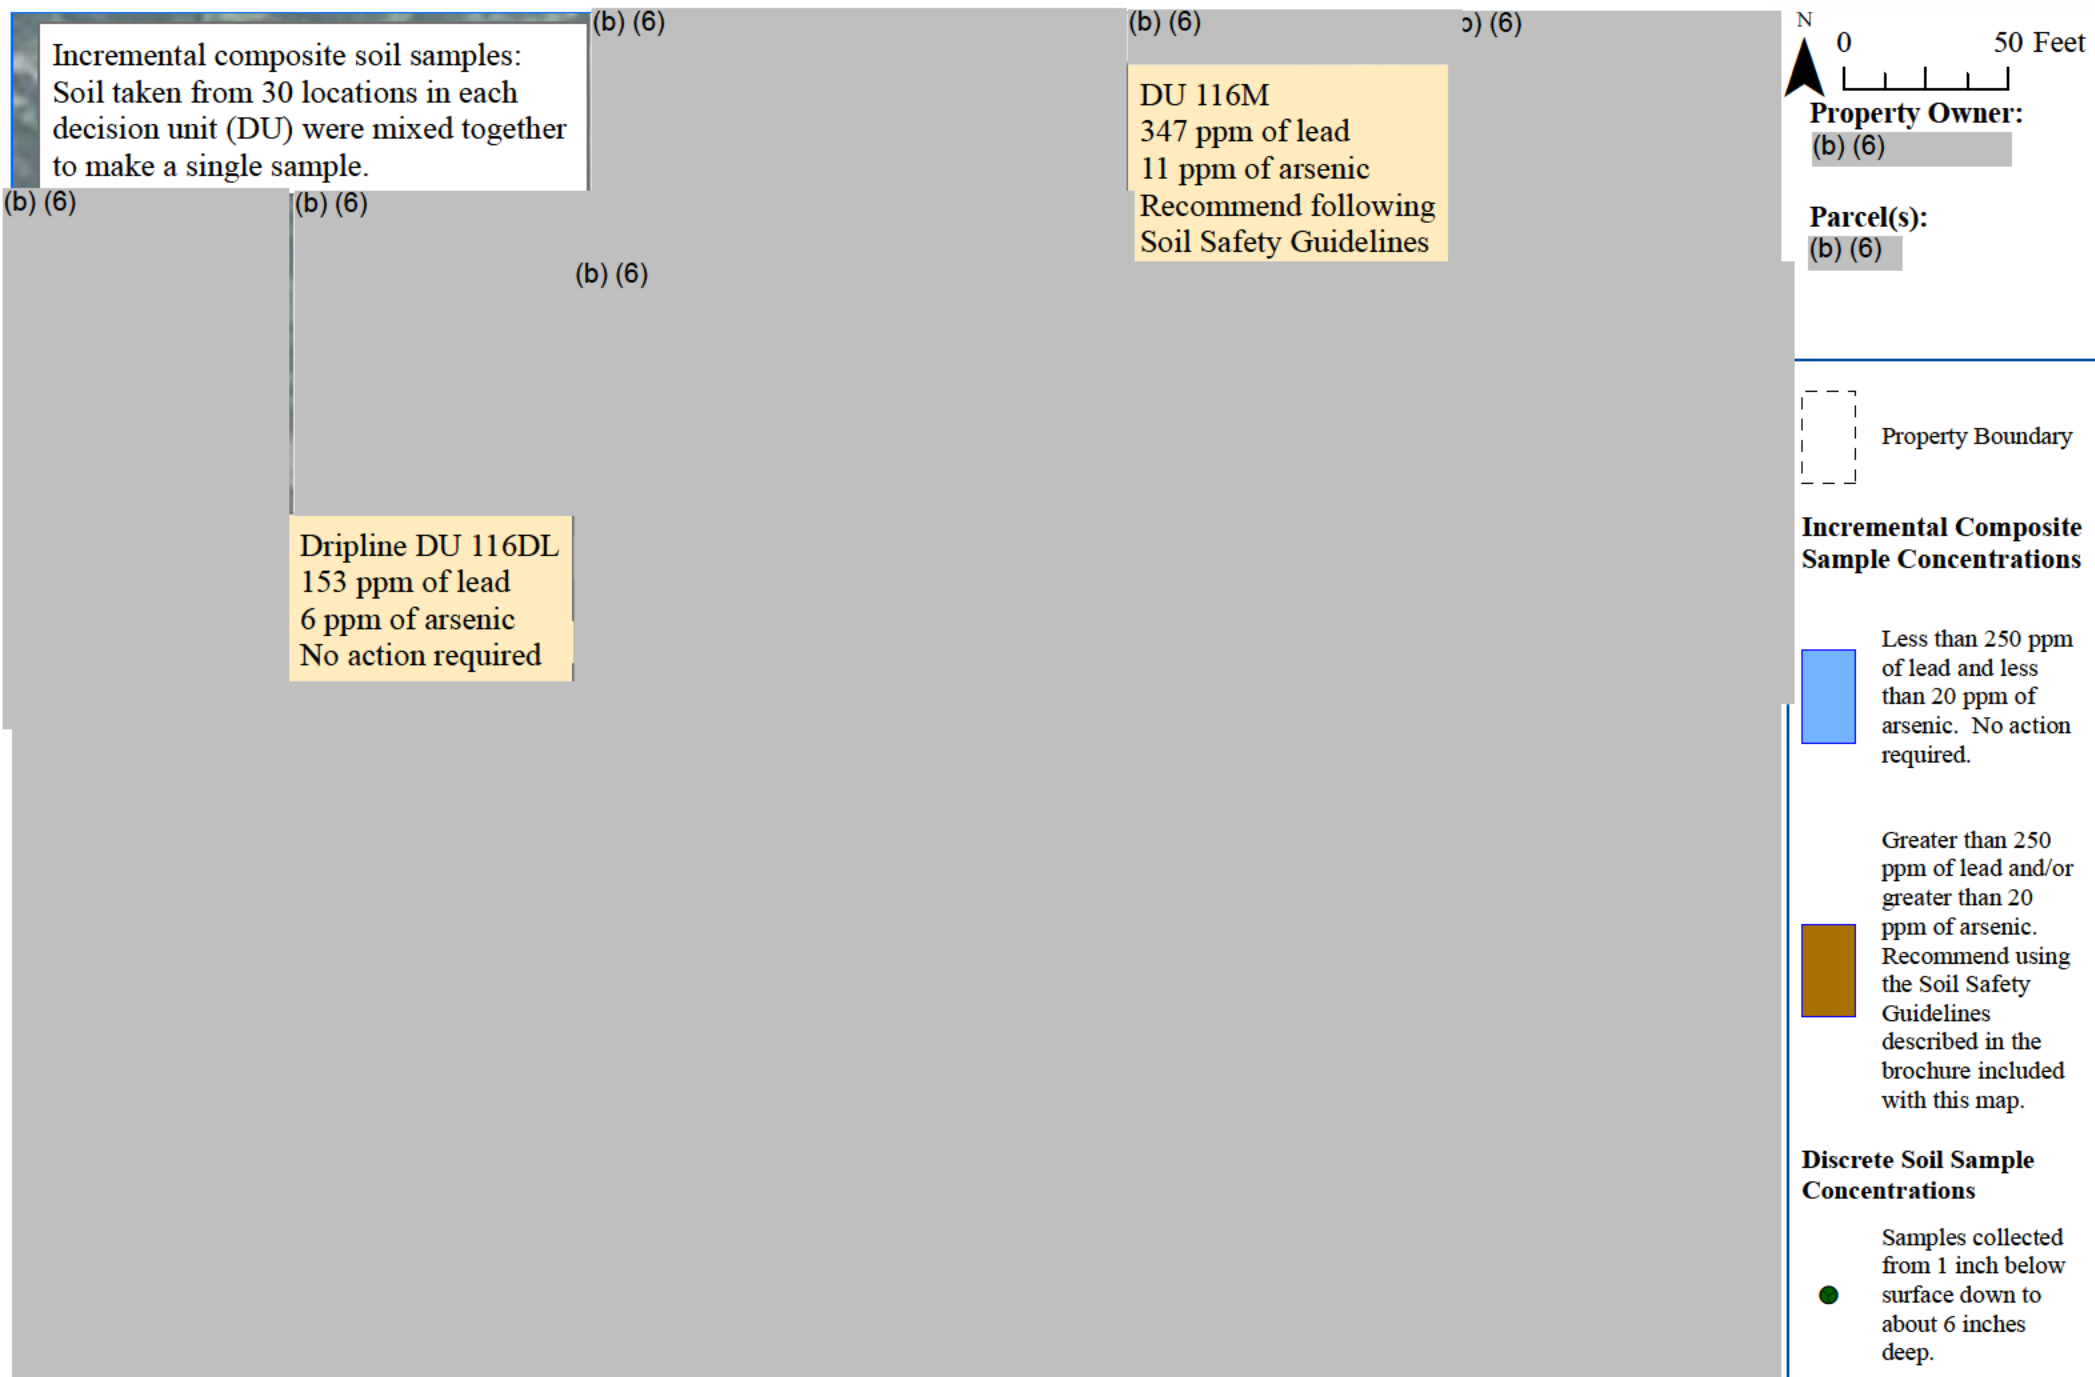 Incremental composite soil samples:
Soil taken from 30 locations in each
decision unit (DU) were mixed together
to make a single sample.
(b) (6)
(b) (6)
b) (6)
(b) (6)
(b) (6)
(b) (6)
DU 116M
347 ppm of lead
11 ppm of arsenic
Recommend following
Soil Safety Guidelines
Dripline DU 116DL
153 ppm of lead
6 ppm of arsenic
No action required
N
0 50 Feet
Property Owner:
(b) (6)
Parcel(s):
(b) (6)
Property Boundary
Incremental Composite
Sample Concentrations
Less than 250 ppm
of lead and less
than 20 ppm of
arsenic. No action
required.
Greater than 250
ppm of lead and/or
greater than 20
ppm of arsenic.
Recommend using
the Soil Safety
Guidelines
described in the
brochure included
with this map.
Discrete Soil Sample
Concentrations
Samples collected
from 1 inch below
surface down to
about 6 inches
deep.